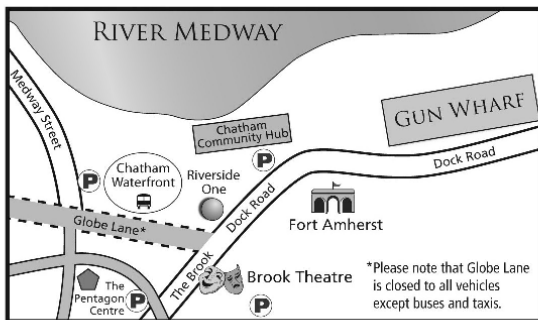 RIVER MEDWAY
Medway Street
GUN WHARF
Chatham
Community Hub
P
Dock Road
P
Chatham
Waterfront
Riverside
One
Dock Road
Fort Amherst
Globe Lane*
The Brook
Brook Theatre
The
Pentagon
Centre
P
P
*Please note that Globe Lane
is closed to all vehicles
except buses and taxis.